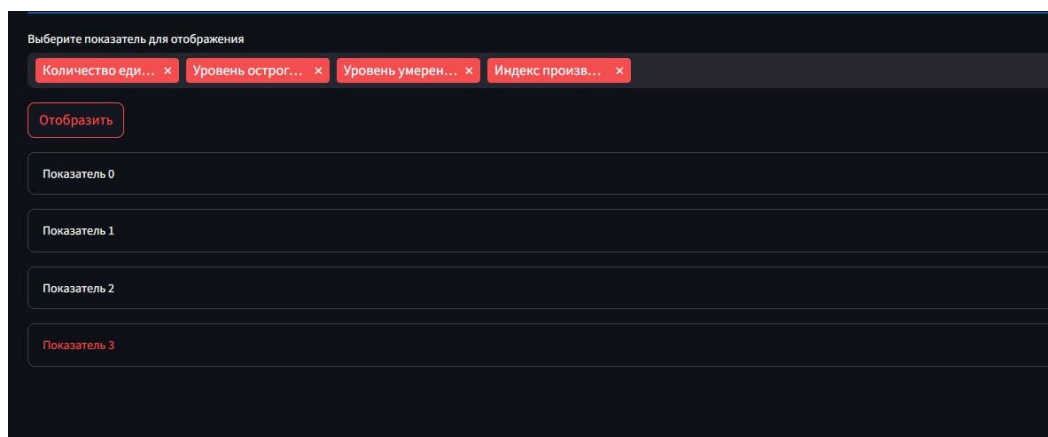 Выберите показатель для отображения
Количество еди... × Уровень острог... × Уровень умерен... × Индекс произв... ×
Отобразить
Показатель 0
Показатель 1
Показатель 2
Показатель 3